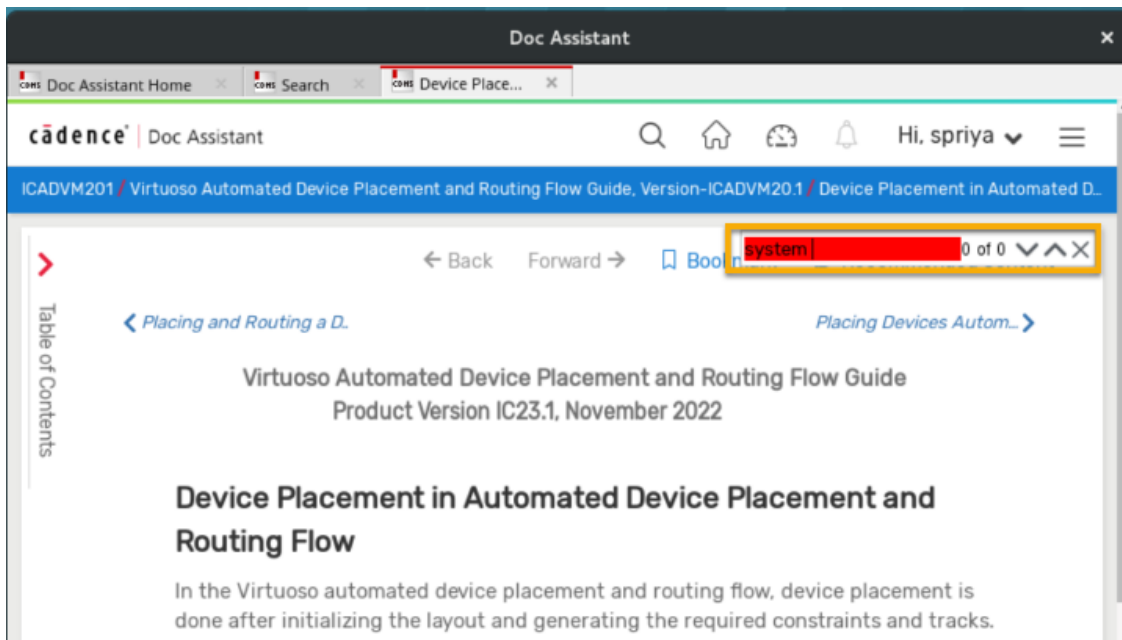 Doc Assistant
Doc Assistant Home Search Device Place...
cādence Doc Assistant Hi, spriya
ICADVM201 / Virtuoso Automated Device Placement and Routing Flow Guide, Version-ICADVM20.1 / Device Placement in Automated D...
Back Forward system 0 of 0
Table of Contents
Placing and Routing a D.. Placing Devices Autom...
Virtuoso Automated Device Placement and Routing Flow Guide
Product Version IC23.1, November 2022
Device Placement in Automated Device Placement and
Routing Flow
In the Virtuoso automated device placement and routing flow, device placement is
done after initializing the layout and generating the required constraints and tracks.